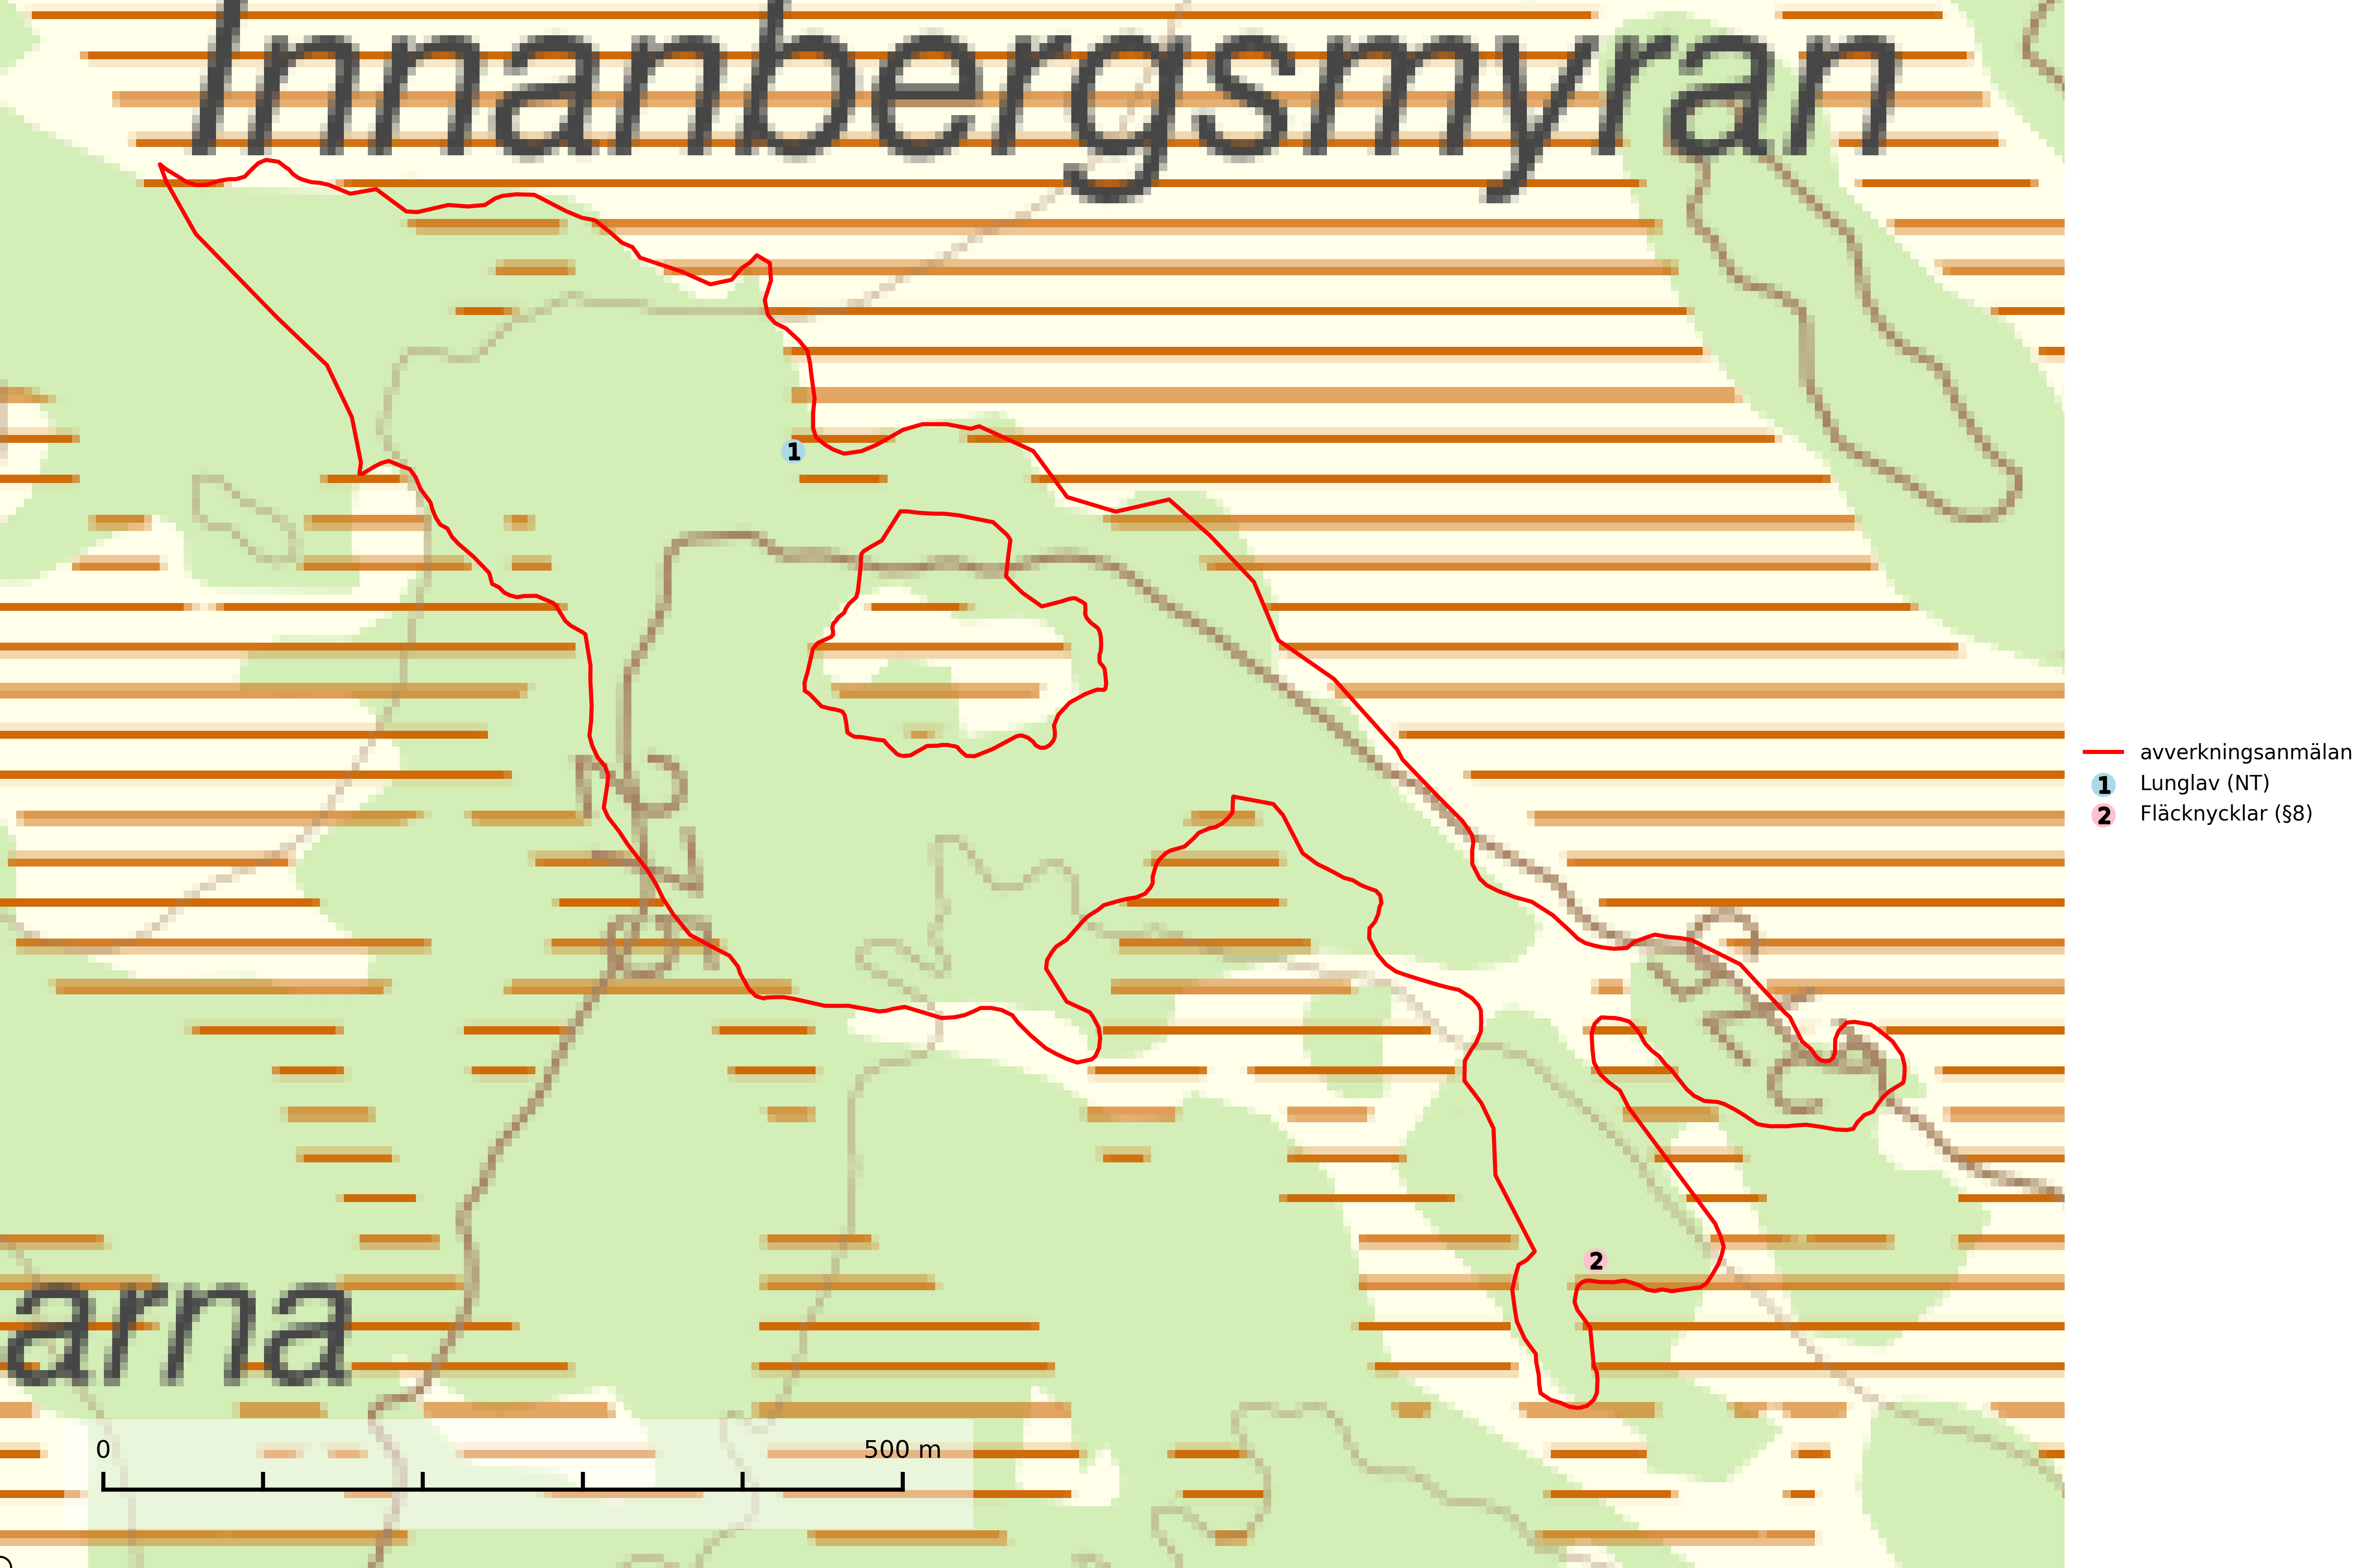 Innanbergsmyran
1
avverkningsanmälan
1 Lunglav (NT)
2 Fläcknycklar (§8)
2
arna
0 500 m